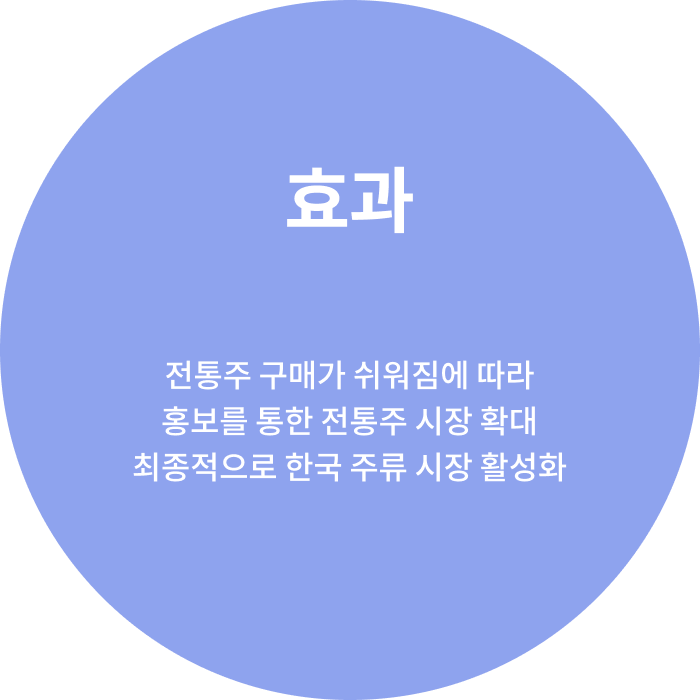 효과
전통주 구매가 쉬워짐에 따라
홍보를 통한 전통주 시장 확대
최종적으로 한국 주류 시장 활성화